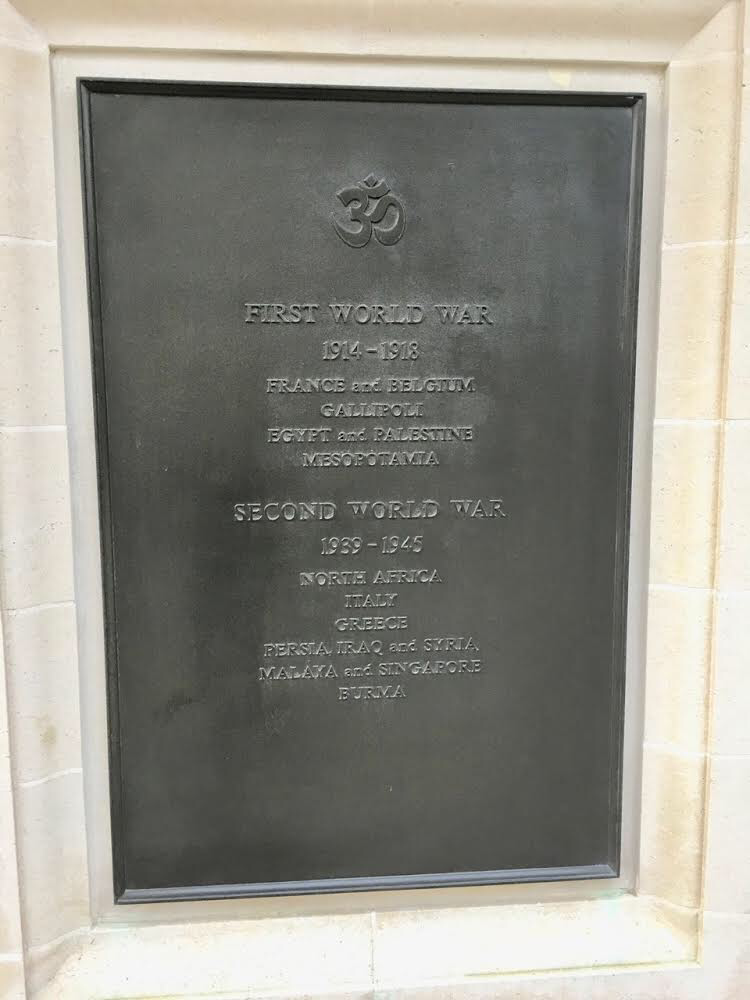 ॐ
FIRST WORLD WAR
1914–1918
FRANCE and BELGIUM
GALLIPOLI
EGYPT and PALESTINE
MESOPOTAMIA
SECOND WORLD WAR
1939–1945
NORTH AFRICA
ITALY
GREECE
PERSIA, IRAQ and SYRIA
MALAYA and SINGAPORE
BURMA